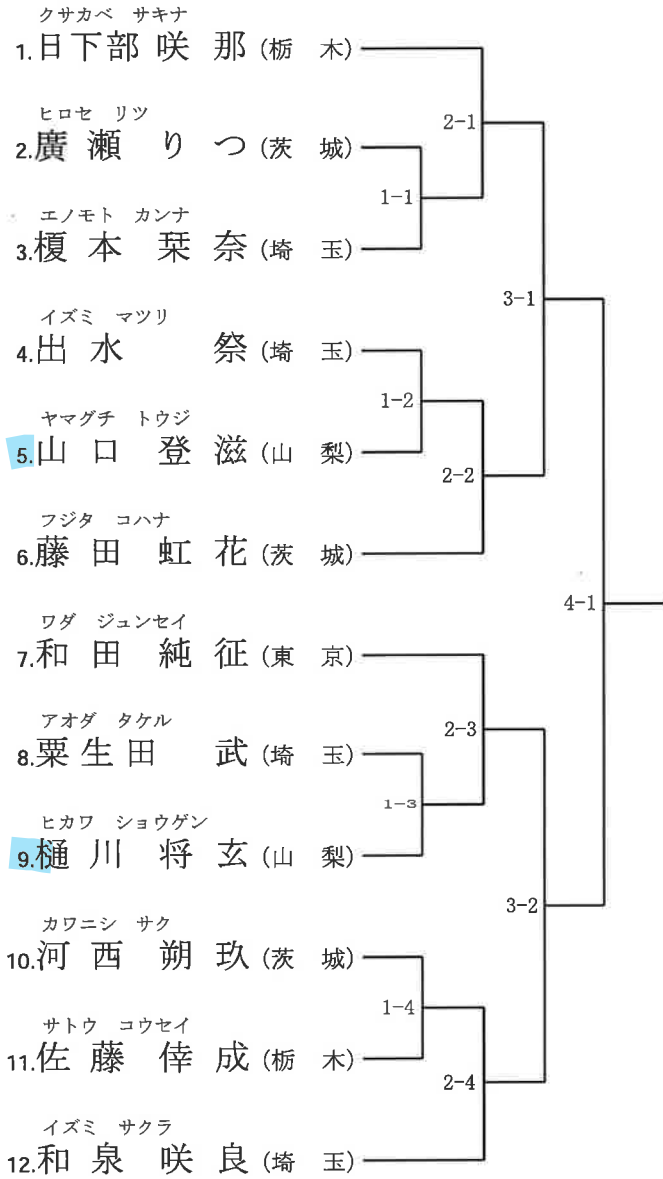 クサカベ サキナ
1.日下部 咲 那 (栃 木)
2-1
ヒロセ リツ
2.廣 瀬 り つ (茨 城)
1-1
エノモト カンナ
3.榎 本 栞 奈 (埼 玉)
3-1
イズミ マツリ
4.出 水 祭 (埼 玉)
1-2
ヤマグチ トウジ
5.山 口 登 滋 (山 梨)
2-2
フジタ コハナ
6.藤 田 虹 花 (茨 城)
4-1
ワダ ジュンセイ
7.和 田 純 征 (東 京)
2-3
アオダ タケル
8.粟生田 武 (埼 玉)
1-3
ヒカワ ショウゲン
9.樋 川 将 玄 (山 梨)
3-2
カワニシ サク
10.河 西 朔 玖 (茨 城)
1-4
サトウ コウセイ
11.佐 藤 倖 成 (栃 木)
2-4
イズミ サクラ
12.和 泉 咲 良 (埼 玉)